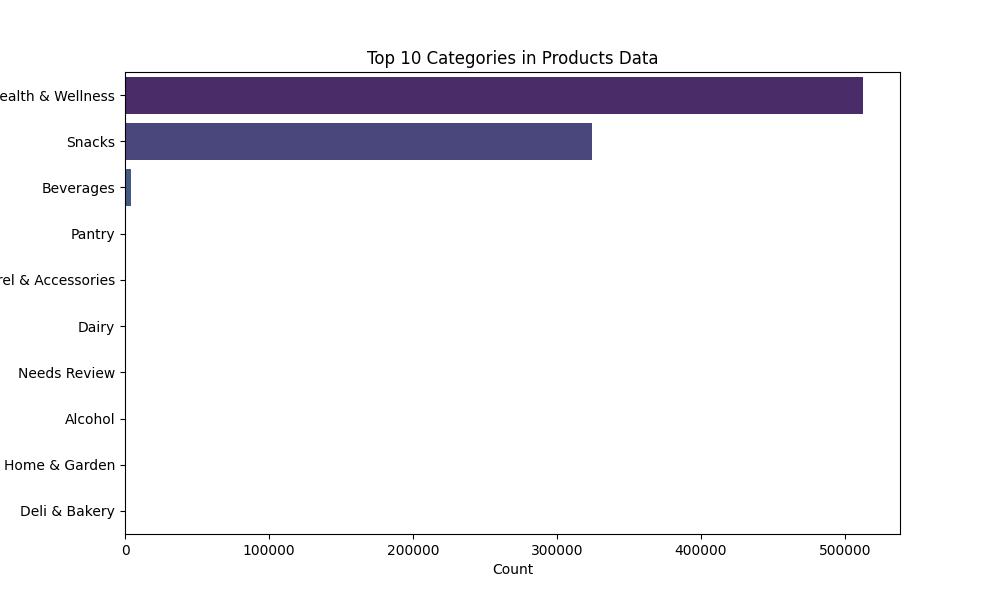 Top 10 Categories in Products Data
ealth & Wellness
Snacks
Beverages
Pantry
rel & Accessories
Dairy
Needs Review
Alcohol
Home & Garden
Deli & Bakery
0 100000 200000 300000 400000 500000
Count